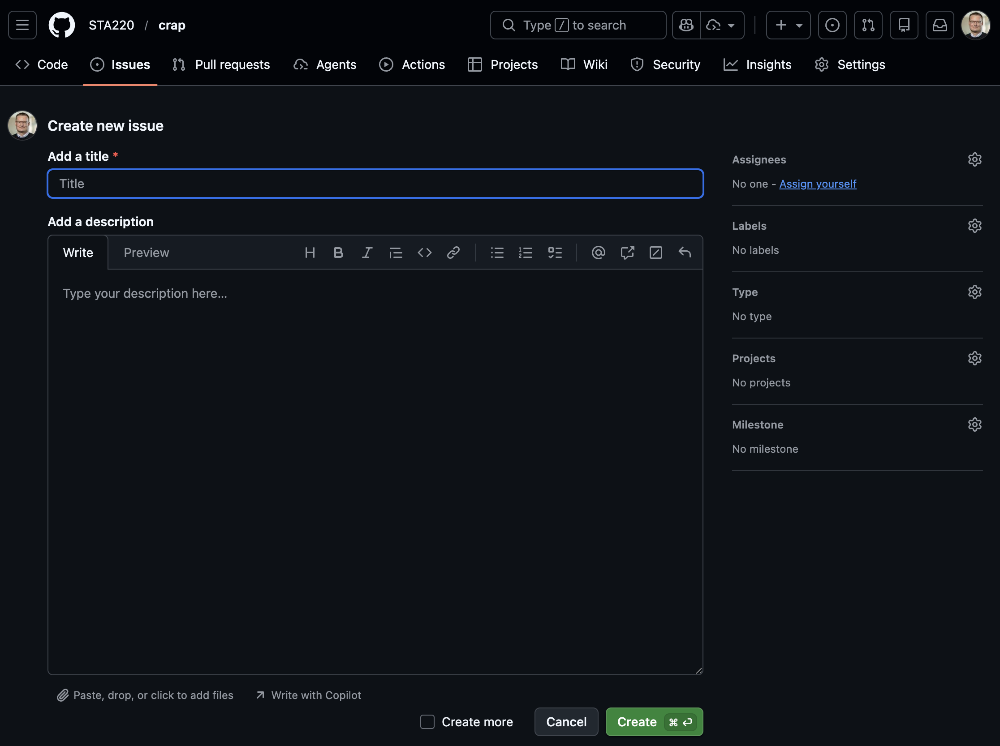 STA220 / crap
Type / to search
Code Issues Pull requests Agents Actions Projects Wiki Security Insights Settings
Create new issue
Add a title *
Title
Add a description
Write Preview
Type your description here...
Paste, drop, or click to add files Write with Copilot
Create more Cancel Create ⌘ ↵
Assignees
No one - Assign yourself
Labels
No labels
Type
No type
Projects
No projects
Milestone
No milestone